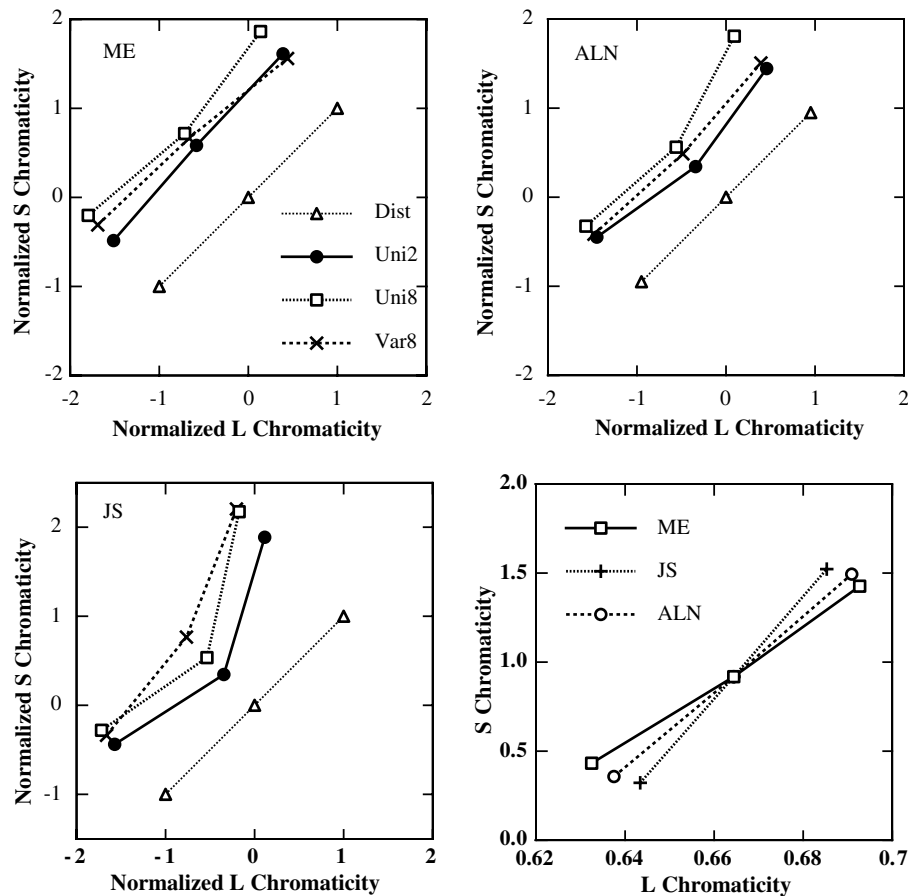 ME
2
1
0
-1
-2
Normalized S Chromaticity
Dist
Uni2
Uni8
Var8
-2 -1 0 1 2
Normalized L Chromaticity
ALN
2
1
0
-1
-2
Normalized S Chromaticity
-2 -1 0 1 2
Normalized L Chromaticity
JS
2
1
0
-1
Normalized S Chromaticity
-2 -1 0 1 2
Normalized L Chromaticity
2.0
1.5
1.0
0.5
0.0
S Chromaticity
ME
JS
ALN
0.62 0.64 0.66 0.68 0.7
L Chromaticity